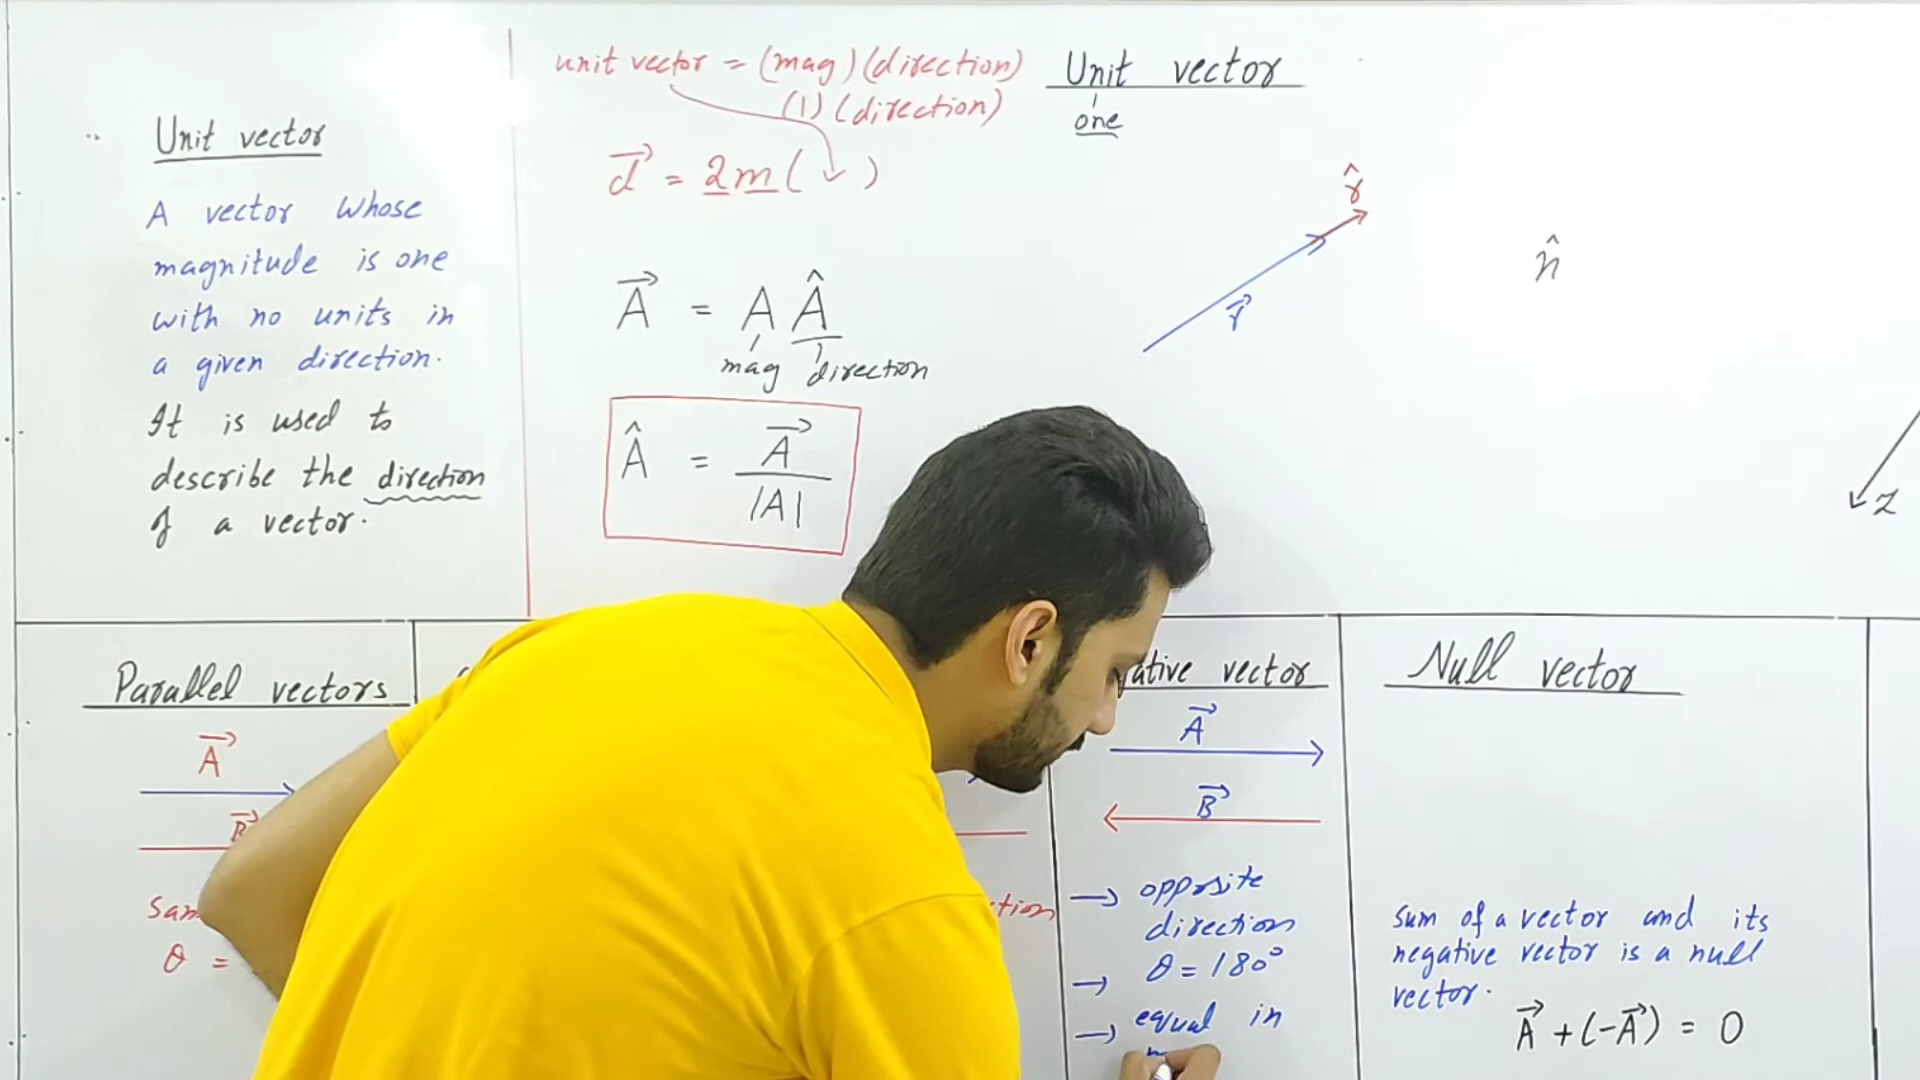 Unit vector
A vector whose
magnitude is one
with no units in
a given direction.
It is used to
describe the direction
of a vector.
unit vector = (mag)(direction)
(1)(direction)
d⃗ = 2m( )
A⃗ = A Â
mag direction
Â = A⃗ / |A|
Unit vector
one
r̂
r⃗
n̂
z
Parallel vectors
A⃗
B⃗
θ =
vector
A⃗
B⃗
→ opposite
direction
→ θ = 180°
→ equal in
Null vector
sum of a vector and its
negative vector is a null
vector.
A⃗ + (-A⃗) = 0